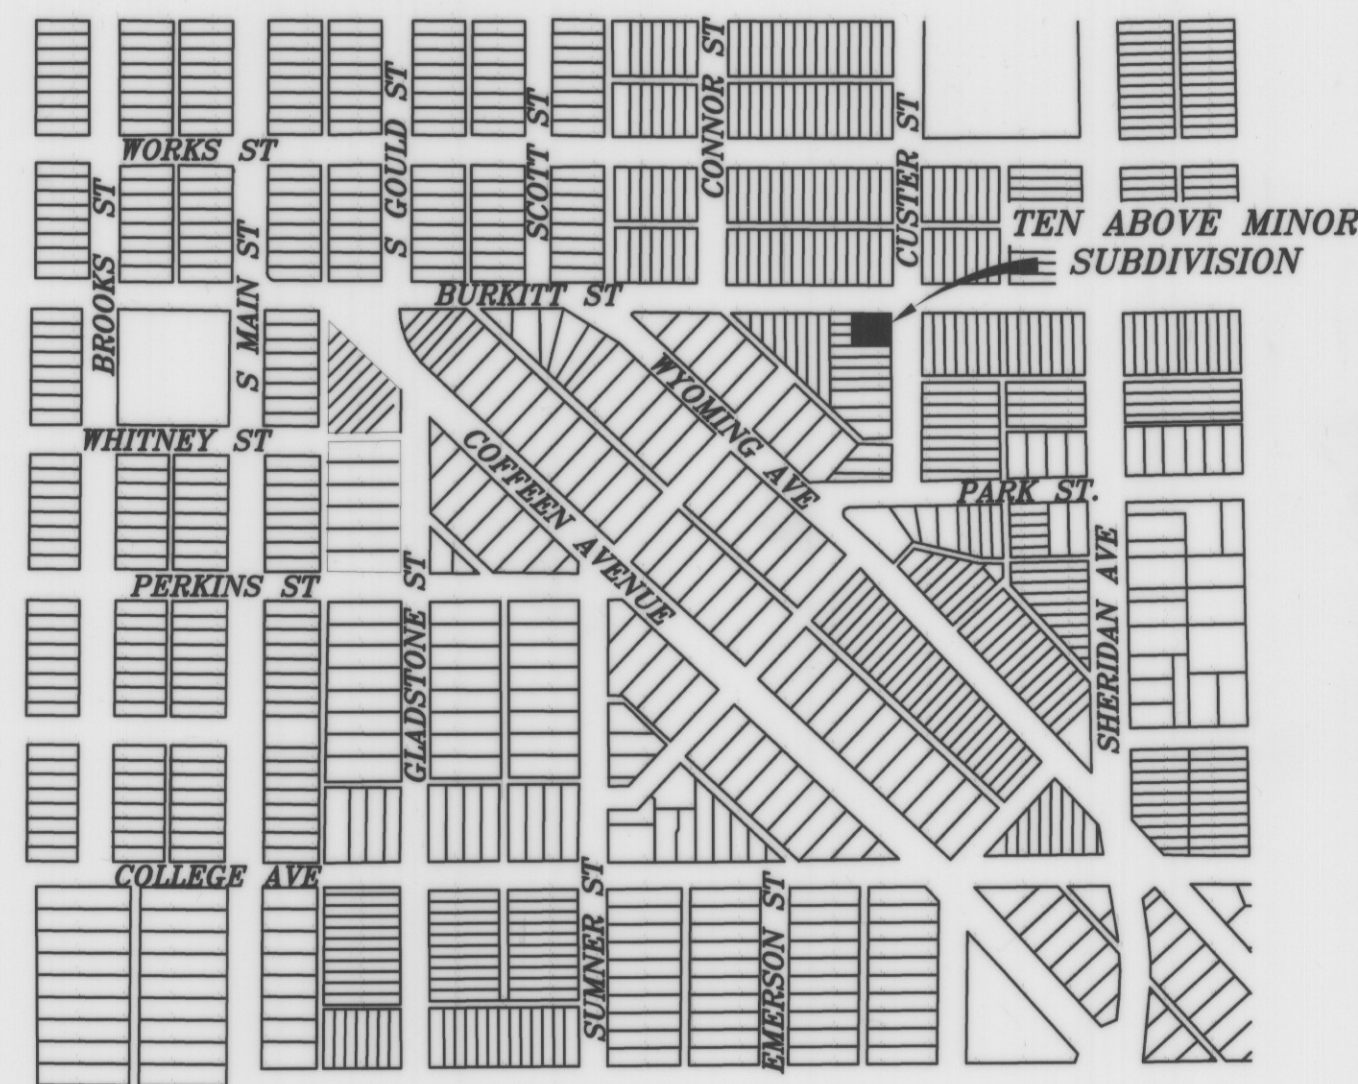 WORKS ST
BROOKS ST
S MAIN ST
S GOULD ST
SCOTT ST
CONNOR ST
CUSTER ST
TEN ABOVE MINOR
SUBDIVISION
BURKITT ST
WYOMING AVE
WHITNEY ST
COFFEEN AVENUE
PARK ST.
PERKINS ST
GLADSTONE ST
SHERIDAN AVE
COLLEGE AVE
SUMNER ST
EMERSON ST